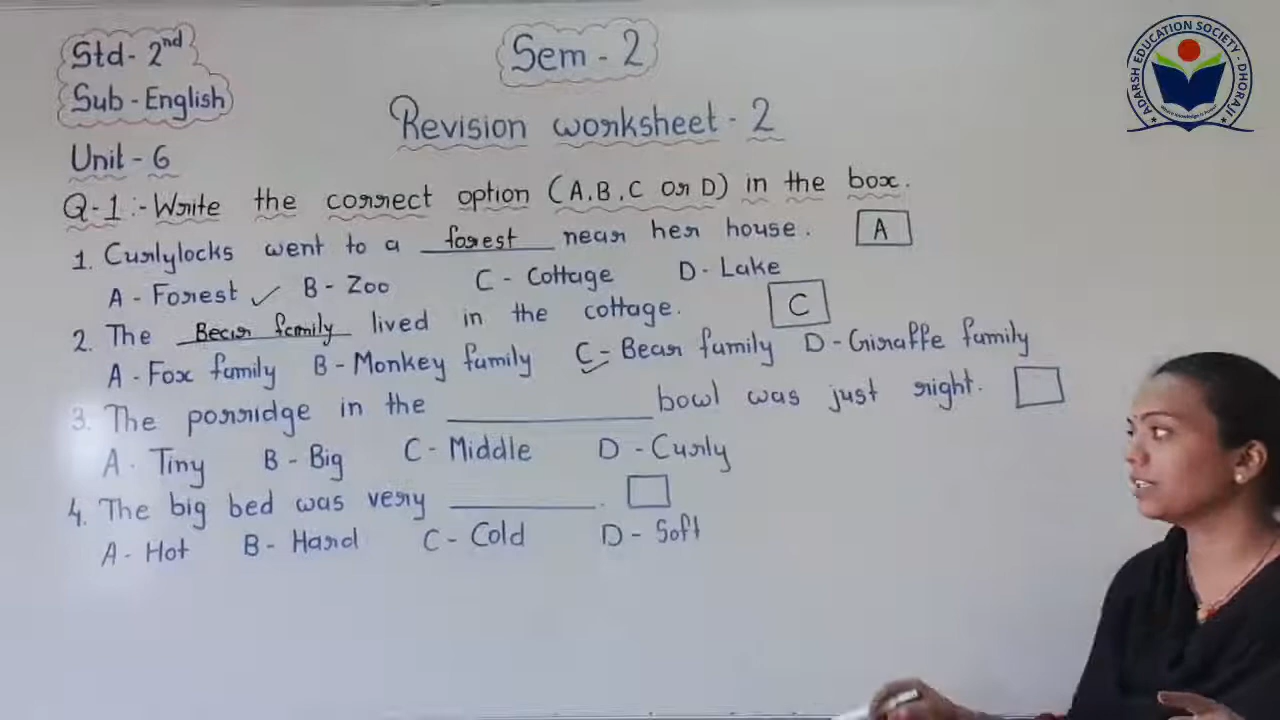 Std- 2nd
Sub - English
Unit - 6
Sem - 2
Revision worksheet - 2
Q-1:- Write the correct option (A, B, C or D) in the box.
1. Curlylocks went to a forest near her house. A
A - Forest ✓ B - Zoo C - Cottage D - Lake
2. The Bear family lived in the cottage. C
A - Fox family B - Monkey family C - Bear family D - Giraffe family
3. The porridge in the __________ bowl was just right.
A - Tiny B - Big C - Middle D - Curly
4. The big bed was very __________.
A - Hot B - Hard C - Cold D - Soft
ADARSH EDUCATION SOCIETY - DHORAJI